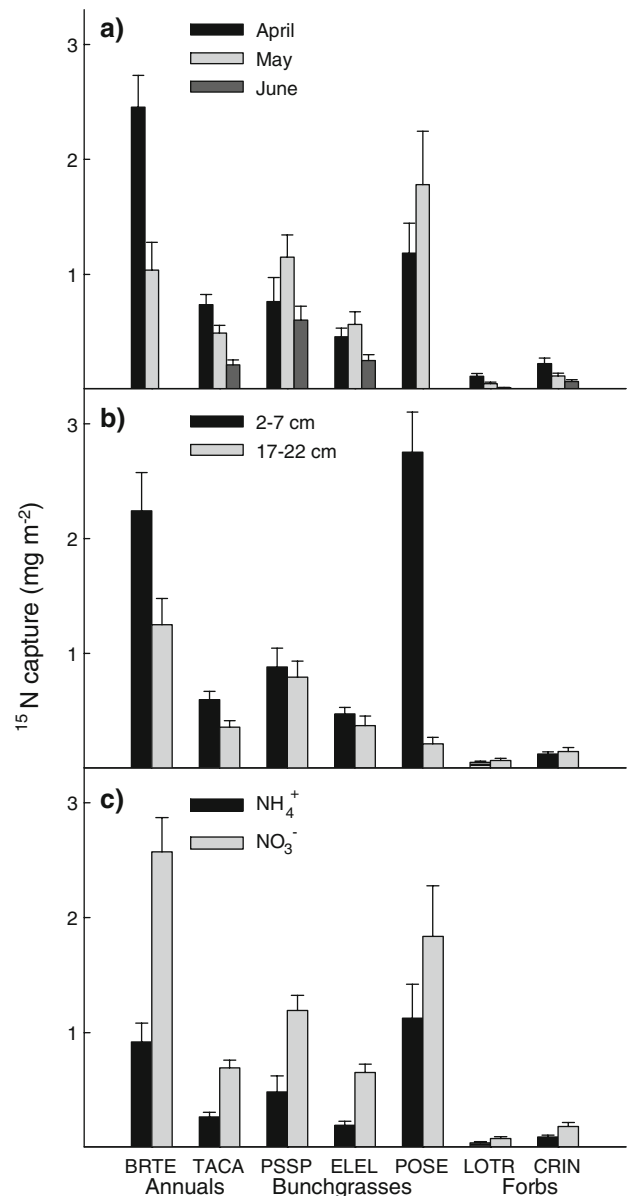 a)
April
May
June
3
2
1
b)
2-7 cm
17-22 cm
3
2
1
¹⁵N capture (mg m⁻²)
c)
NH₄⁺
NO₃⁻
3
2
1
BRTE TACA PSSP ELEL POSE LOTR CRIN
Annuals Bunchgrasses Forbs